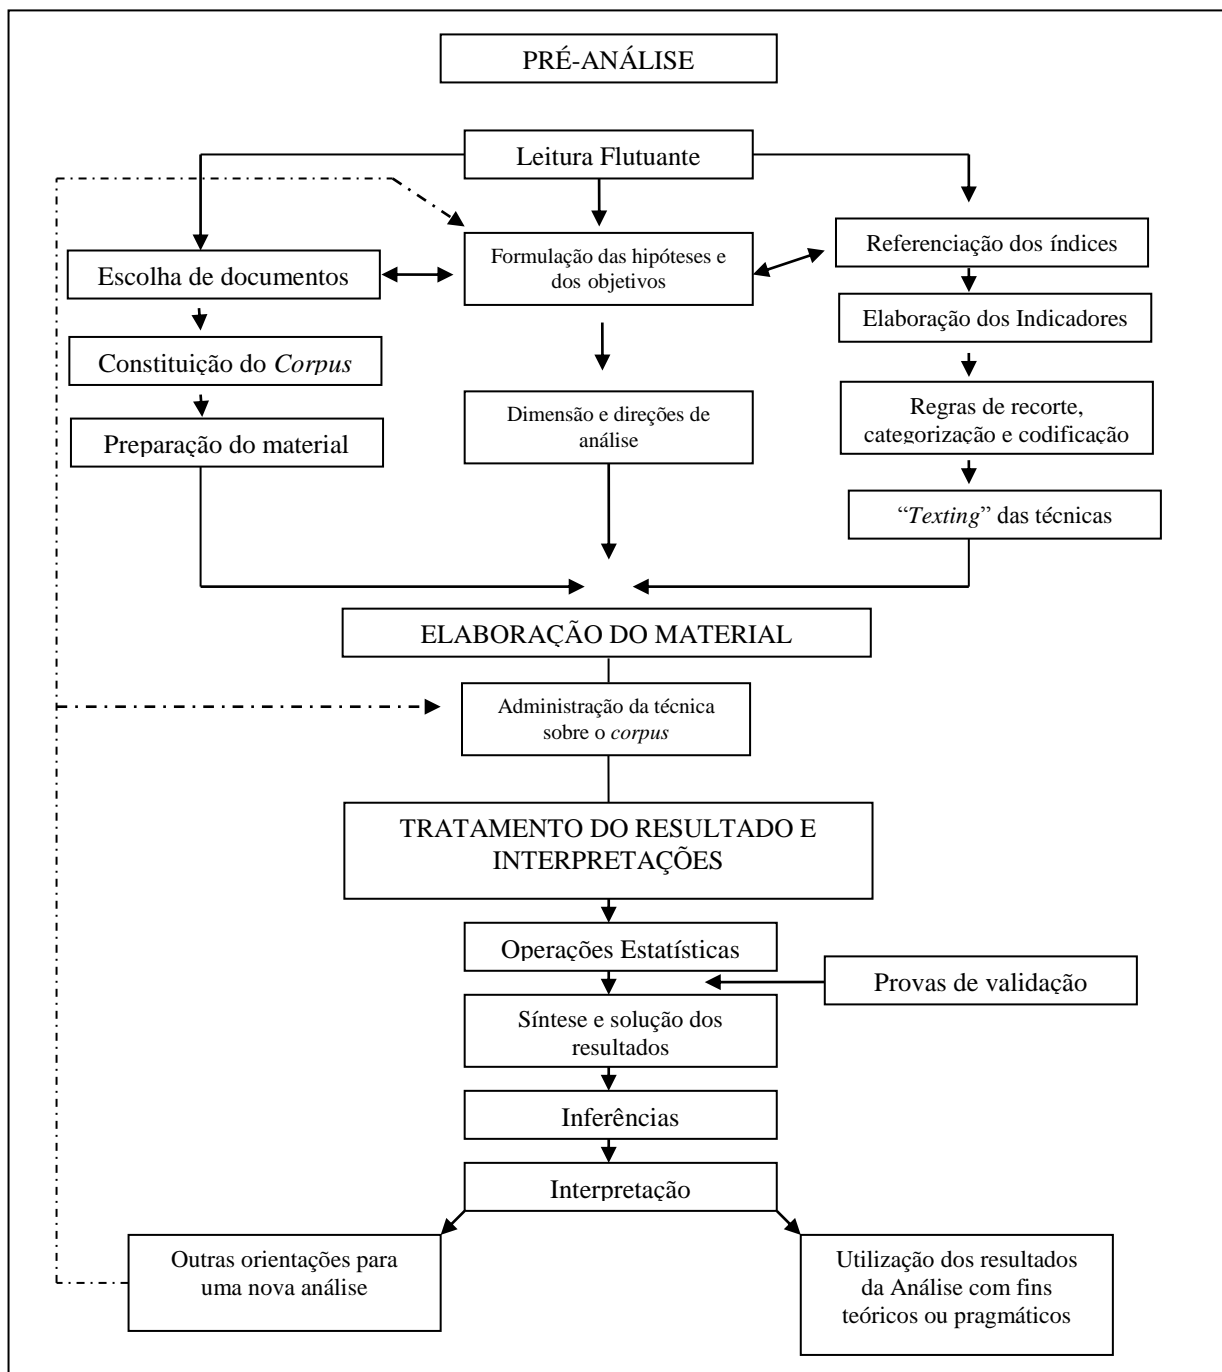 PRÉ-ANÁLISE
Leitura Flutuante
Escolha de documentos
Formulação das hipóteses e
dos objetivos
Referenciação dos índices
Constituição do Corpus
Elaboração dos Indicadores
Preparação do material
Dimensão e direções de
análise
Regras de recorte,
categorização e codificação
“Texting” das técnicas
ELABORAÇÃO DO MATERIAL
Administração da técnica
sobre o corpus
TRATAMENTO DO RESULTADO E
INTERPRETAÇÕES
Operações Estatísticas
Provas de validação
Síntese e solução dos
resultados
Inferências
Interpretação
Outras orientações para
uma nova análise
Utilização dos resultados
da Análise com fins
teóricos ou pragmáticos